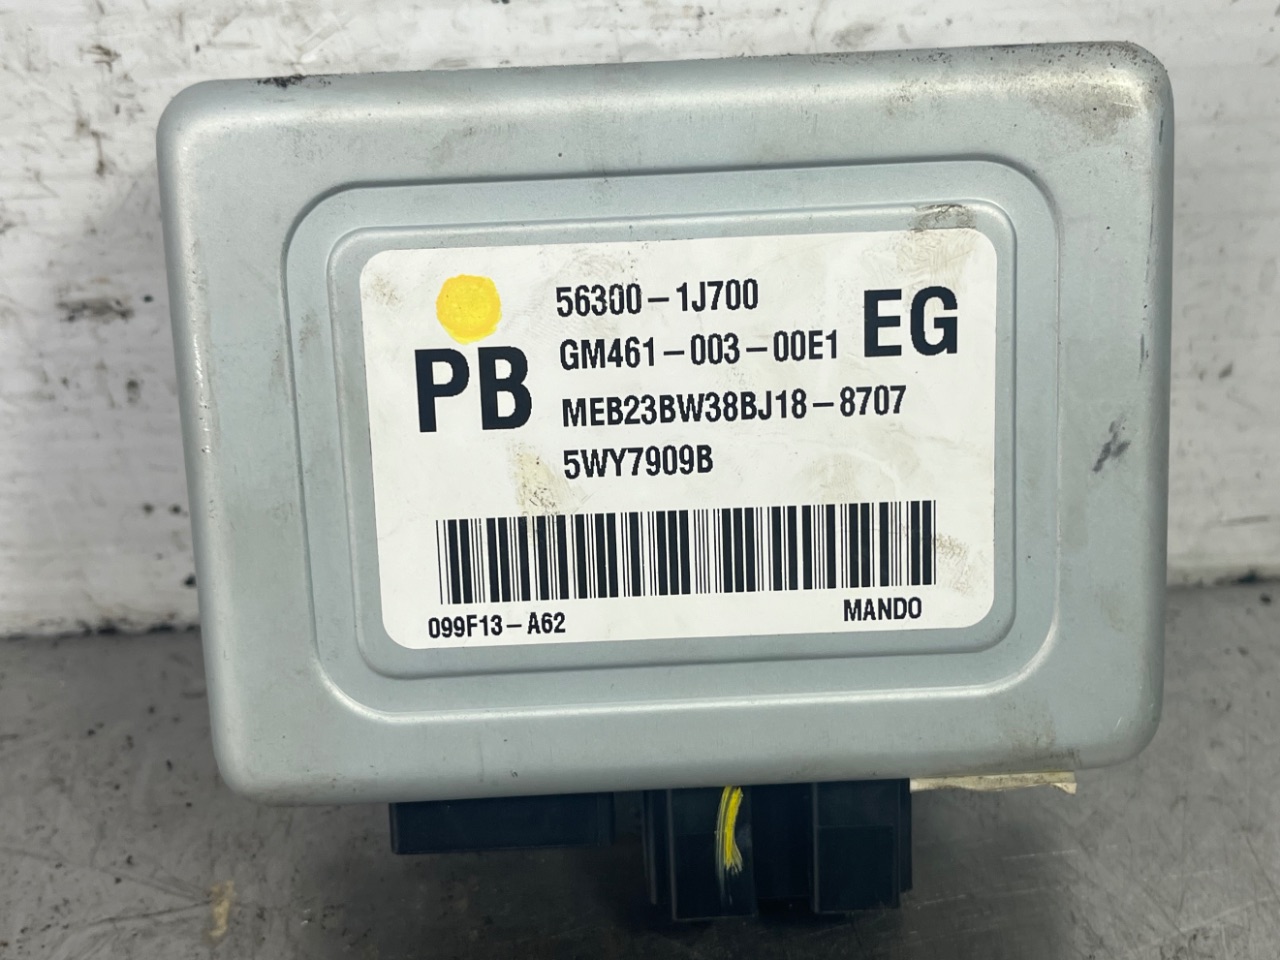 56300-1J700
PB
GM461-003-00E1
EG
MEB23BW38BJ18-8707
5WY7909B
099F13-A62
MANDO